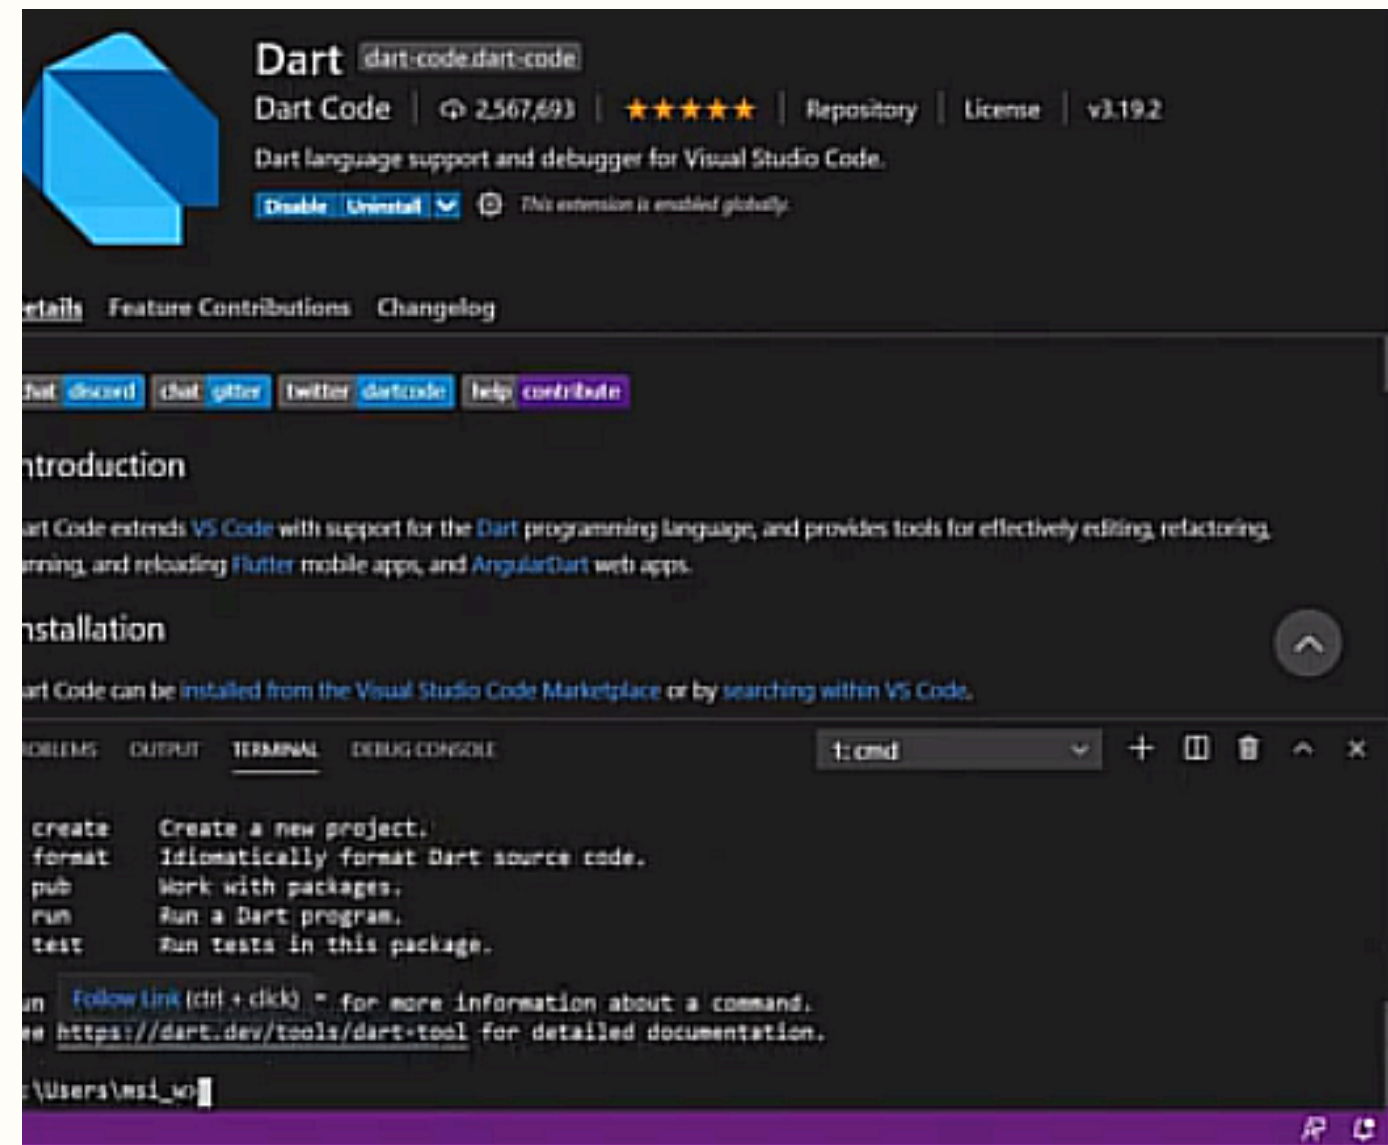 Dart dart-code.dart-code
Dart Code 2,567,693 Repository License v3.19.2
Dart language support and debugger for Visual Studio Code.
Disable Uninstall This extension is enabled globally.
etails Feature Contributions Changelog
hat discord chat gitter twitter dartcode help contribute
ntroduction
art Code extends VS Code with support for the Dart programming language, and provides tools for effectively editing, refactoring,
nning, and reloading Flutter mobile apps, and AngularDart web apps.
nstallation
art Code can be installed from the Visual Studio Code Marketplace or by searching within VS Code.
OBLEMS OUTPUT TERMINAL DEBUG CONSOLE 1: cmd
create Create a new project.
format Idiomatically format Dart source code.
pub Work with packages.
run Run a Dart program.
test Run tests in this package.
un Follow Link (ctrl + click) " for more information about a command.
ee https://dart.dev/tools/dart-tool for detailed documentation.
:\Users\msi_w>